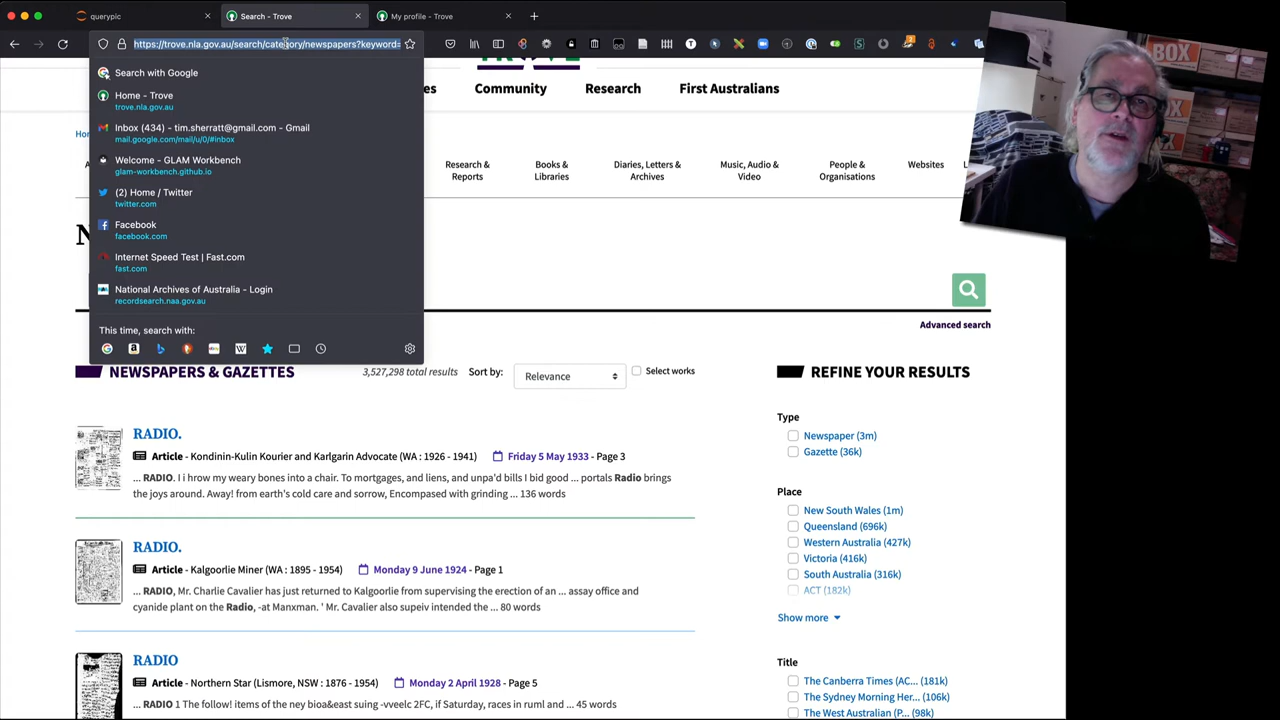 querypic
Search - Trove
My profile - Trove
https://trove.nla.gov.au/search/category/newspapers?keyword=
Search with Google
Home - Trove
trove.nla.gov.au
Inbox (434) - tim.sherratt@gmail.com - Gmail
mail.google.com/mail/u/0/#inbox
Welcome - GLAM Workbench
glam-workbench.github.io
(2) Home / Twitter
twitter.com
Facebook
facebook.com
Internet Speed Test | Fast.com
fast.com
National Archives of Australia - Login
recordsearch.naa.gov.au
This time, search with:
es Community Research First Australians
Hor
Research & Reports
Books & Libraries
Diaries, Letters & Archives
Music, Audio & Video
People & Organisations
Websites
L
N
Advanced search
NEWSPAPERS & GAZETTES
3,527,298 total results
Sort by:
Relevance
Select works
RADIO.
Article - Kondinin-Kulin Kourier and Karlgarin Advocate (WA : 1926 - 1941) Friday 5 May 1933 - Page 3
... RADIO. I i hrow my weary bones into a chair. To mortgages, and liens, and unpa'd bills I bid good ... portals Radio brings
the joys around. Away! from earth's cold care and sorrow, Encompased with grinding ... 136 words
RADIO.
Article - Kalgoorlie Miner (WA : 1895 - 1954) Monday 9 June 1924 - Page 1
... RADIO, Mr. Charlie Cavalier has just returned to Kalgoorlie from supervising the erection of an ... assay office and
cyanide plant on the Radio, -at Manxman. ' Mr. Cavalier also supeiv intended the ... 80 words
RADIO
Article - Northern Star (Lismore, NSW : 1876 - 1954) Monday 2 April 1928 - Page 5
... RADIO 1 The follow! items of the ney bioa&east suing -vveelc 2FC, if Saturday, races in ruml and ... 45 words
REFINE YOUR RESULTS
Type
Newspaper (3m)
Gazette (36k)
Place
New South Wales (1m)
Queensland (696k)
Western Australia (427k)
Victoria (416k)
South Australia (316k)
ACT (182k)
Show more
Title
The Canberra Times (AC... (181k)
The Sydney Morning Her... (106k)
The West Australian (P... (98k)
BOX